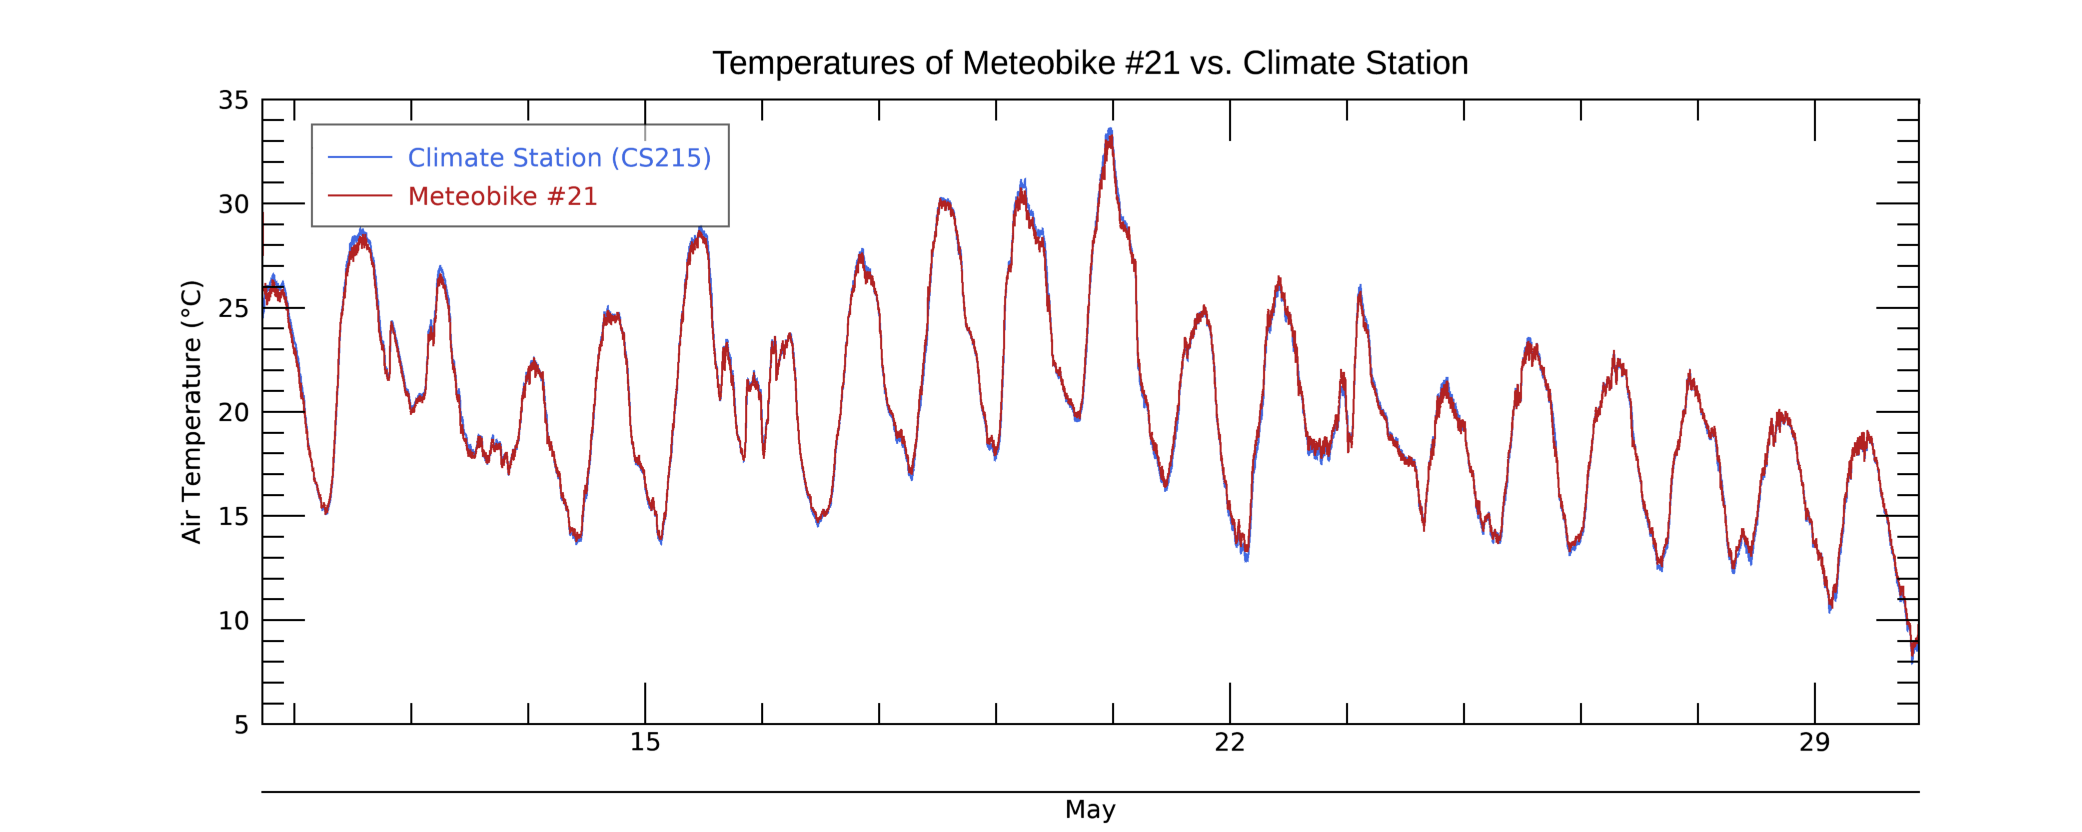 Temperatures of Meteobike #21 vs. Climate Station
35
30
25
20
15
10
5
Air Temperature (°C)
Climate Station (CS215)
Meteobike #21
15
22
29
May